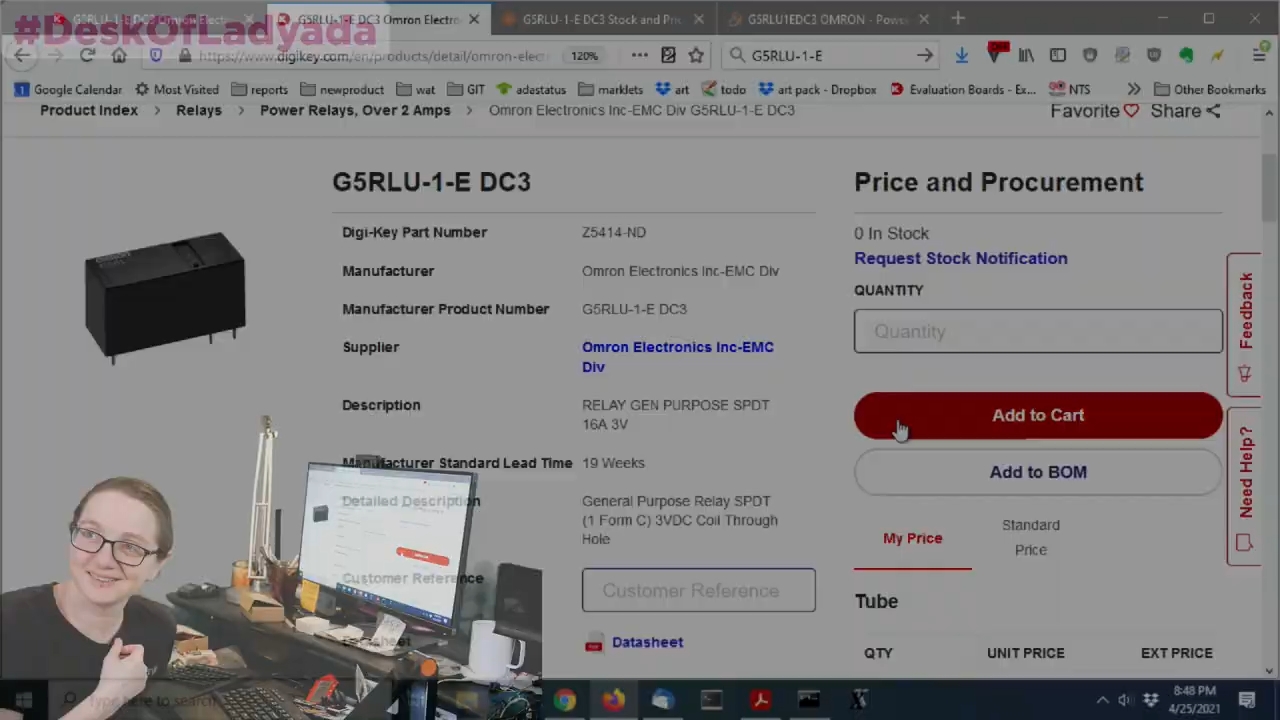 #DeskOfLadyada
G5RLU-1-E DC3 Omron Electro
G5RLU-1-E DC3 Stock and Pric
G5RLU1EDC3 OMRON - Power
https://www.digikey.com/en/products/detail/omron-elect
120%
G5RLU-1-E
Google Calendar
Most Visited
reports
newproduct
wat
GIT
adastatus
marklets
art
todo
art pack - Dropbox
Evaluation Boards - Ex...
NTS
Other Bookmarks
Product Index
Relays
Power Relays, Over 2 Amps
Omron Electronics Inc-EMC Div G5RLU-1-E DC3
Favorite
Share
G5RLU-1-E DC3
Digi-Key Part Number
Z5414-ND
Manufacturer
Omron Electronics Inc-EMC Div
Manufacturer Product Number
G5RLU-1-E DC3
Supplier
Omron Electronics Inc-EMC
Div
Description
RELAY GEN PURPOSE SPDT
16A 3V
Manufacturer Standard Lead Time
19 Weeks
Detailed Description
General Purpose Relay SPDT
(1 Form C) 3VDC Coil Through
Hole
Customer Reference
Customer Reference
Datasheet
Price and Procurement
0 In Stock
Request Stock Notification
QUANTITY
Quantity
Add to Cart
Add to BOM
My Price
Standard
Price
Tube
QTY
UNIT PRICE
EXT PRICE
Feedback
Need Help?
Type here to search
8:48 PM
4/25/2021